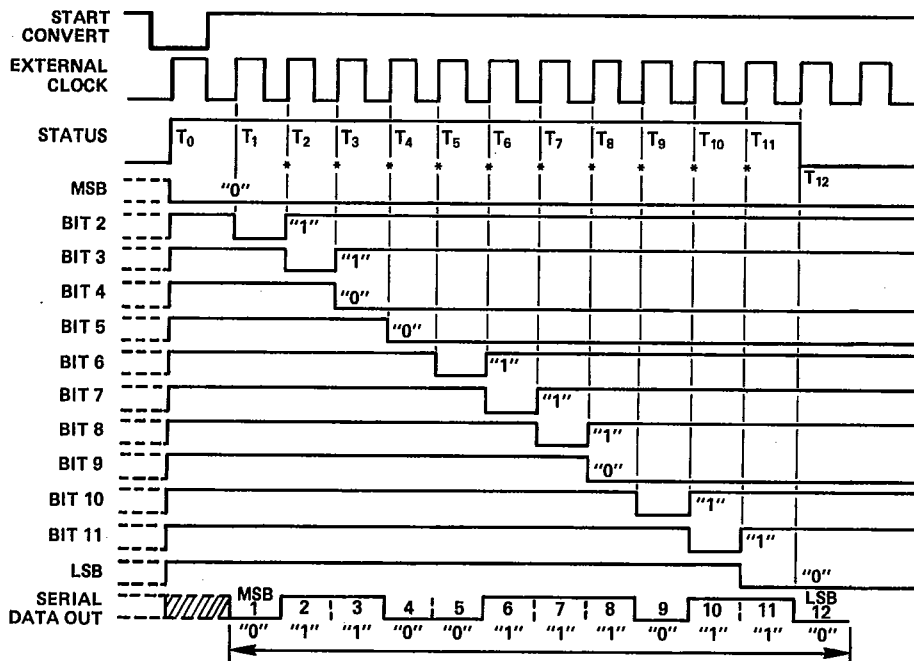 START
CONVERT
EXTERNAL
CLOCK
STATUS T0 T1 T2 T3 T4 T5 T6 T7 T8 T9 T10 T11
* * * * * * * * * *
T12
MSB "0"
BIT 2 "1"
BIT 3 "1"
BIT 4 "0"
BIT 5 "0"
BIT 6 "1"
BIT 7 "1"
BIT 8 "1"
BIT 9 "0"
BIT 10 "1"
BIT 11 "1"
LSB "0"
SERIAL
DATA OUT
MSB LSB
1 2 3 4 5 6 7 8 9 10 11 12
"0" "1" "1" "0" "0" "1" "1" "1" "0" "1" "1" "0"